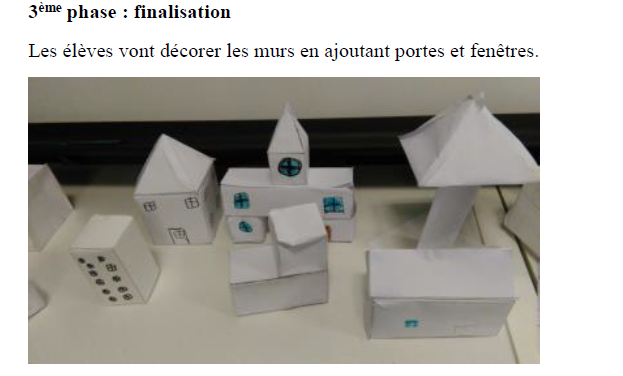 3ème phase : finalisation
Les élèves vont décorer les murs en ajoutant portes et fenêtres.